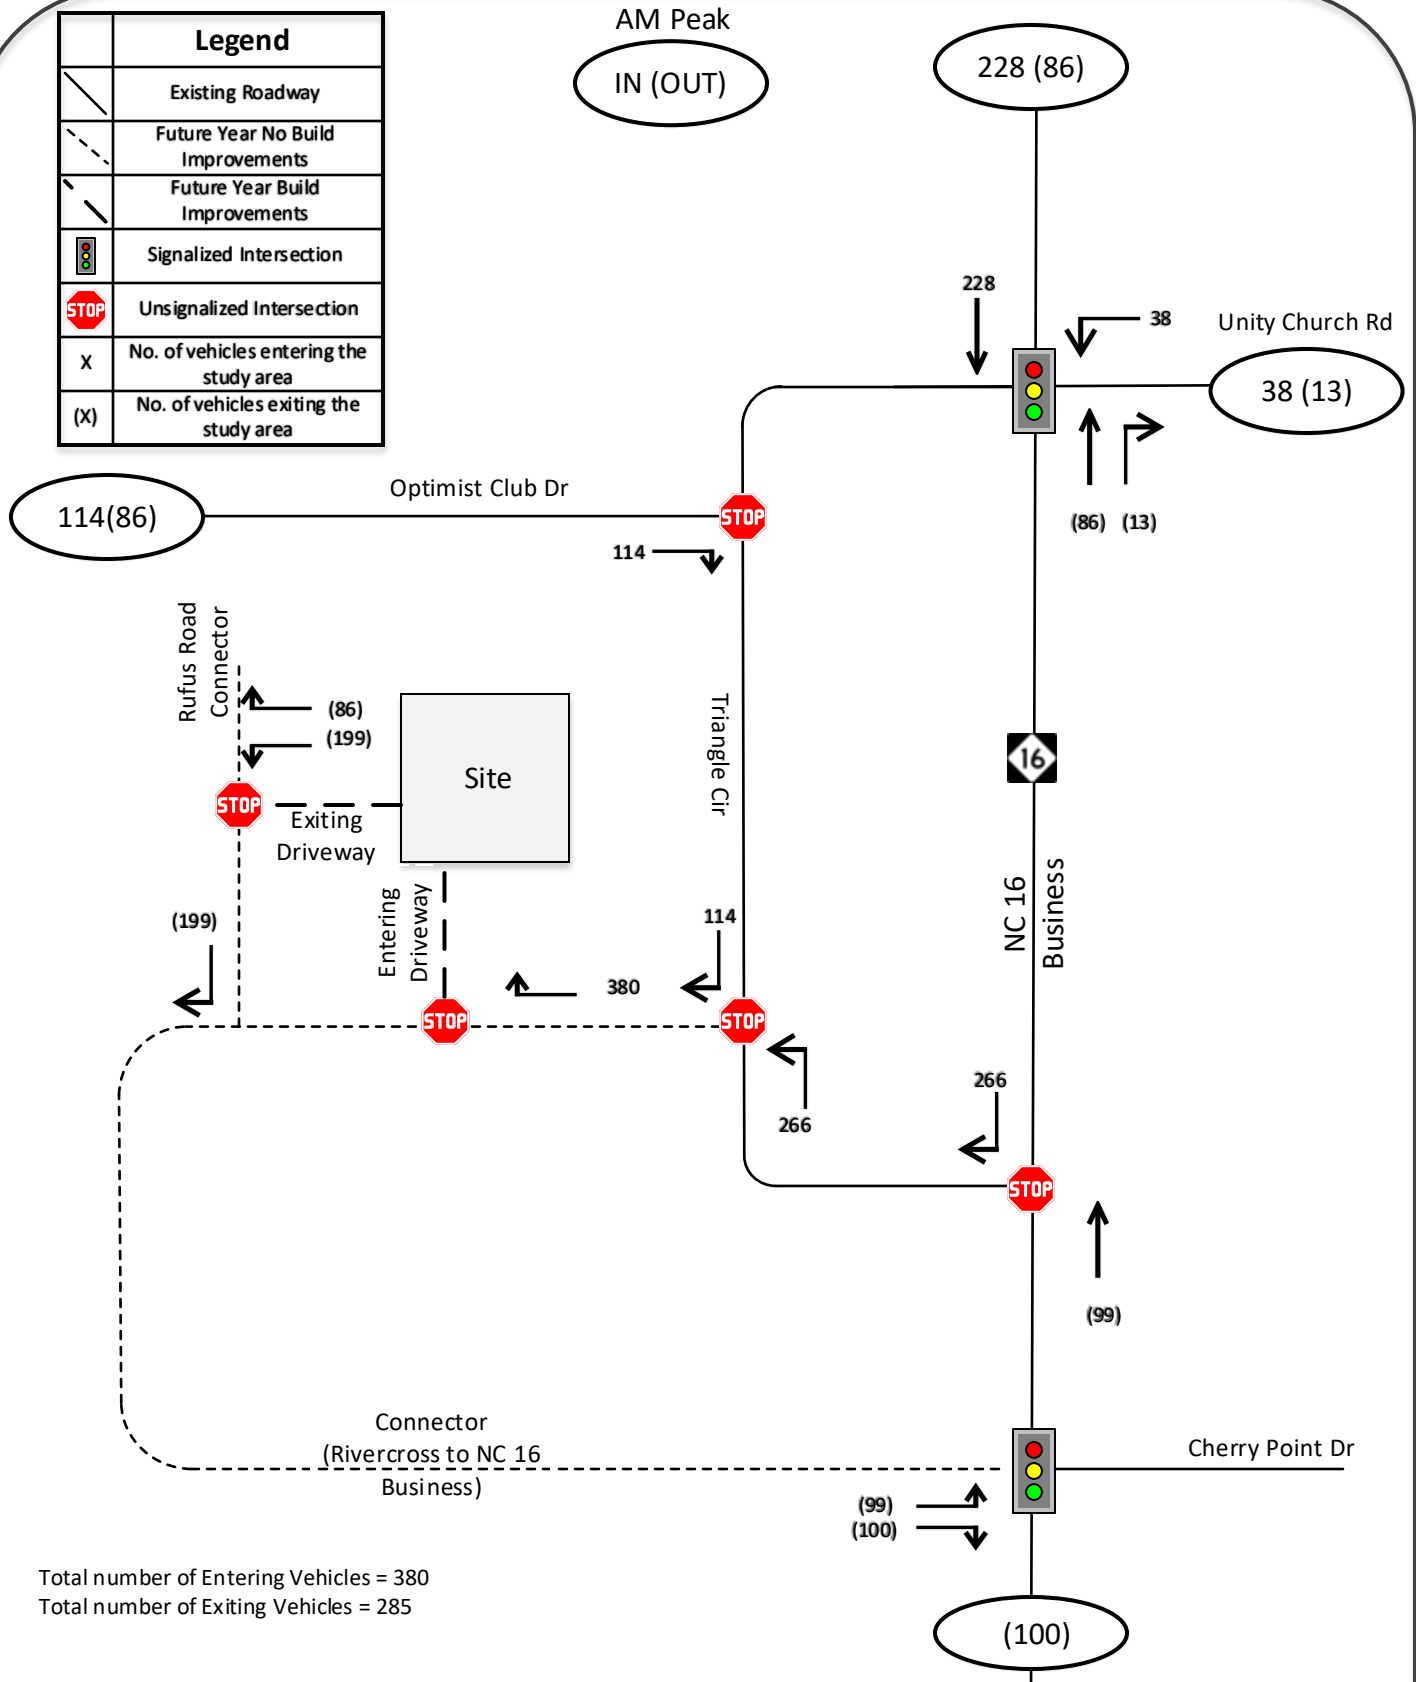 AM Peak
IN (OUT)
228 (86)
Legend
Existing Roadway
Future Year No Build
Improvements
Future Year Build
Improvements
Signalized Intersection
STOP
Unsignalized Intersection
X
No. of vehicles entering the
study area
(X)
No. of vehicles exiting the
study area
228
38
Unity Church Rd
38 (13)
(86)
(13)
Optimist Club Dr
114(86)
STOP
114
Rufus Road
Connector
(86)
(199)
Site
Triangle Cir
16
STOP
Exiting
Driveway
NC 16
Business
(199)
Entering
Driveway
114
380
STOP
STOP
266
266
STOP
(99)
Connector
(Rivercross to NC 16
Business)
Cherry Point Dr
(99)
(100)
Total number of Entering Vehicles = 380
Total number of Exiting Vehicles = 285
(100)